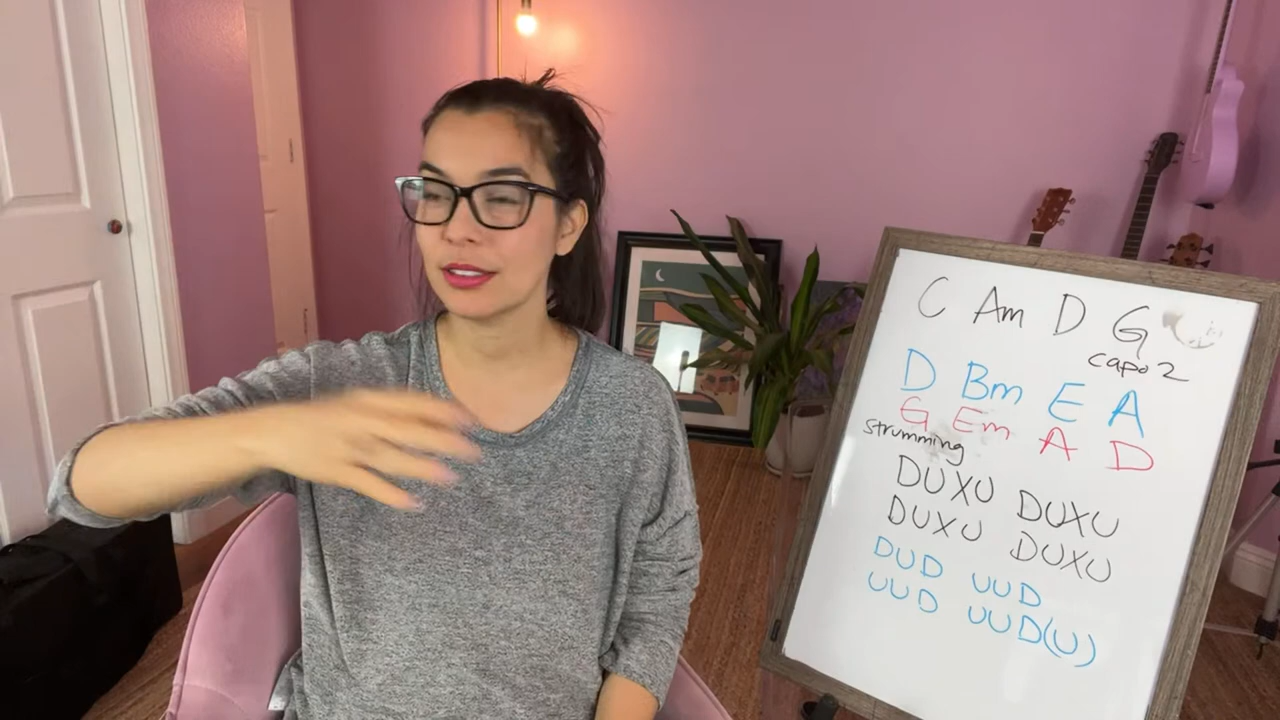 C Am D G
capo 2
D Bm E A
G Em A D
strumming
DUXU DUXU
DUXU DUXU
DUD UUD
UUD UUD(U)